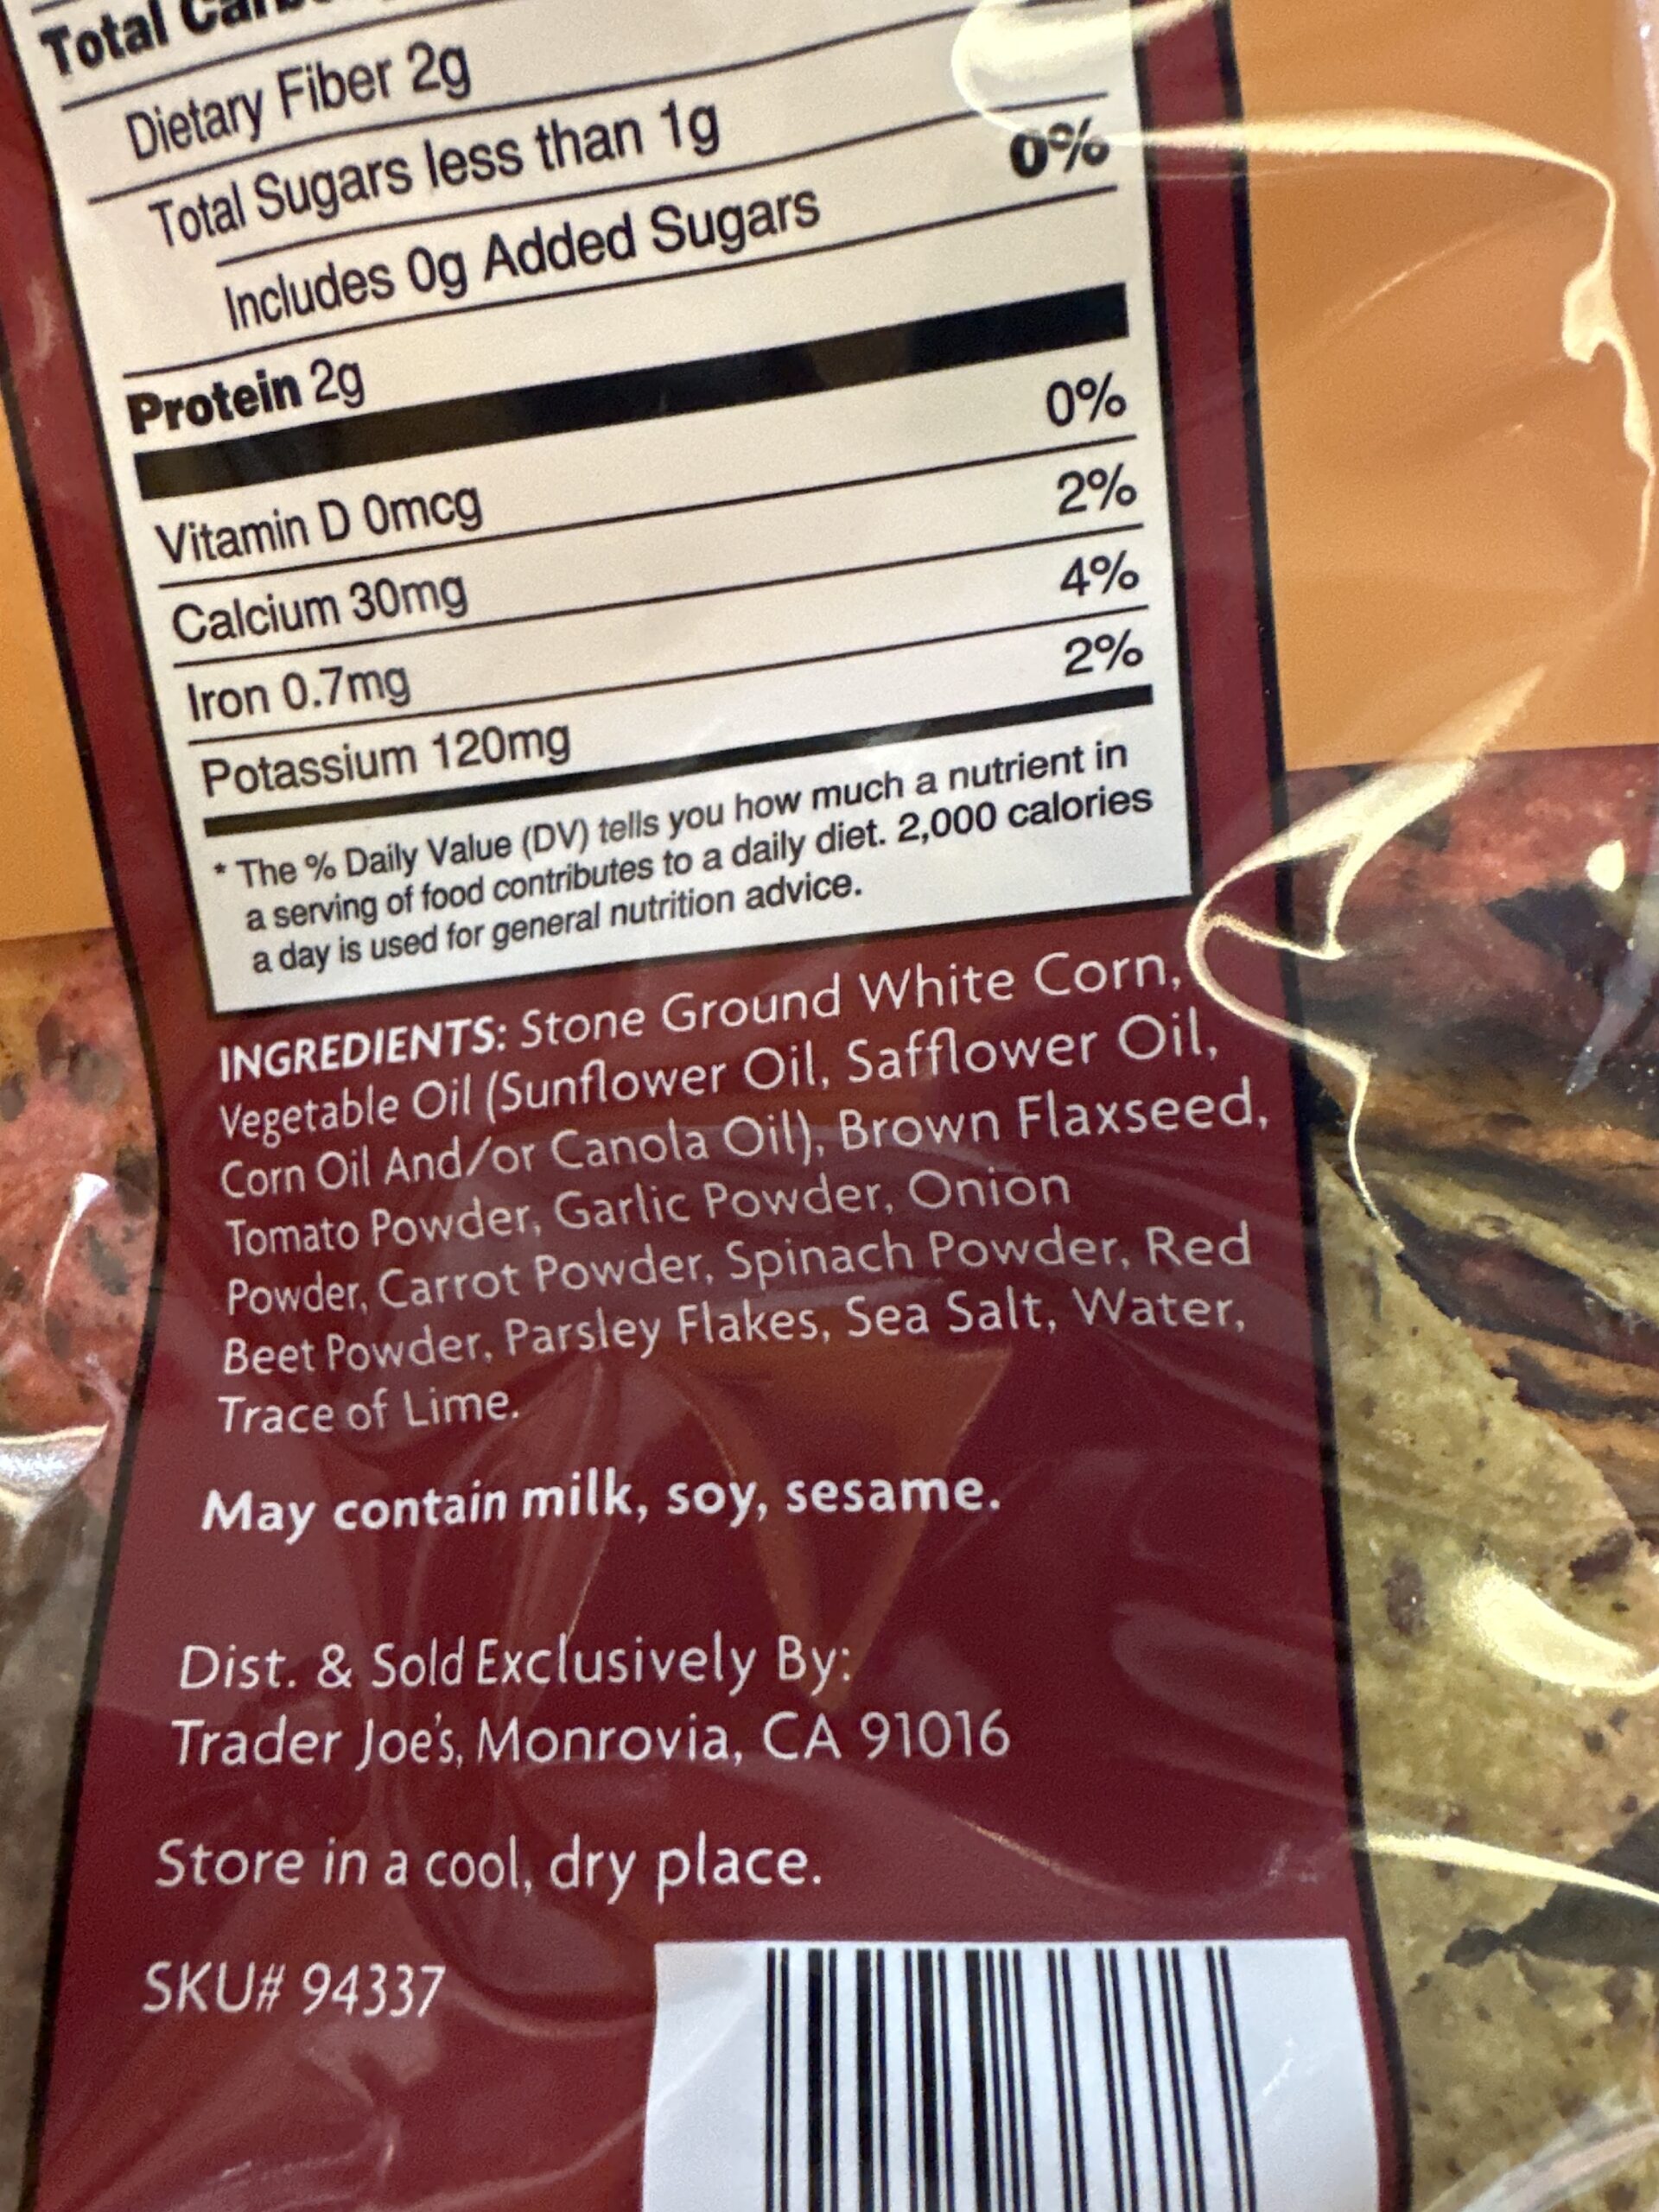 Total
Dietary Fiber 2g
Total Sugars less than 1g
Includes 0g Added Sugars 0%
Protein 2g
Vitamin D 0mcg 0%
Calcium 30mg 2%
Iron 0.7mg 4%
Potassium 120mg 2%
* The % Daily Value (DV) tells you how much a nutrient in
a serving of food contributes to a daily diet. 2,000 calories
a day is used for general nutrition advice.
INGREDIENTS: Stone Ground White Corn,
Vegetable Oil (Sunflower Oil, Safflower Oil,
Corn Oil And/or Canola Oil), Brown Flaxseed,
Tomato Powder, Garlic Powder, Onion
Powder, Carrot Powder, Spinach Powder, Red
Beet Powder, Parsley Flakes, Sea Salt, Water,
Trace of Lime.
May contain milk, soy, sesame.
Dist. & Sold Exclusively By:
Trader Joe's, Monrovia, CA 91016
Store in a cool, dry place.
SKU# 94337